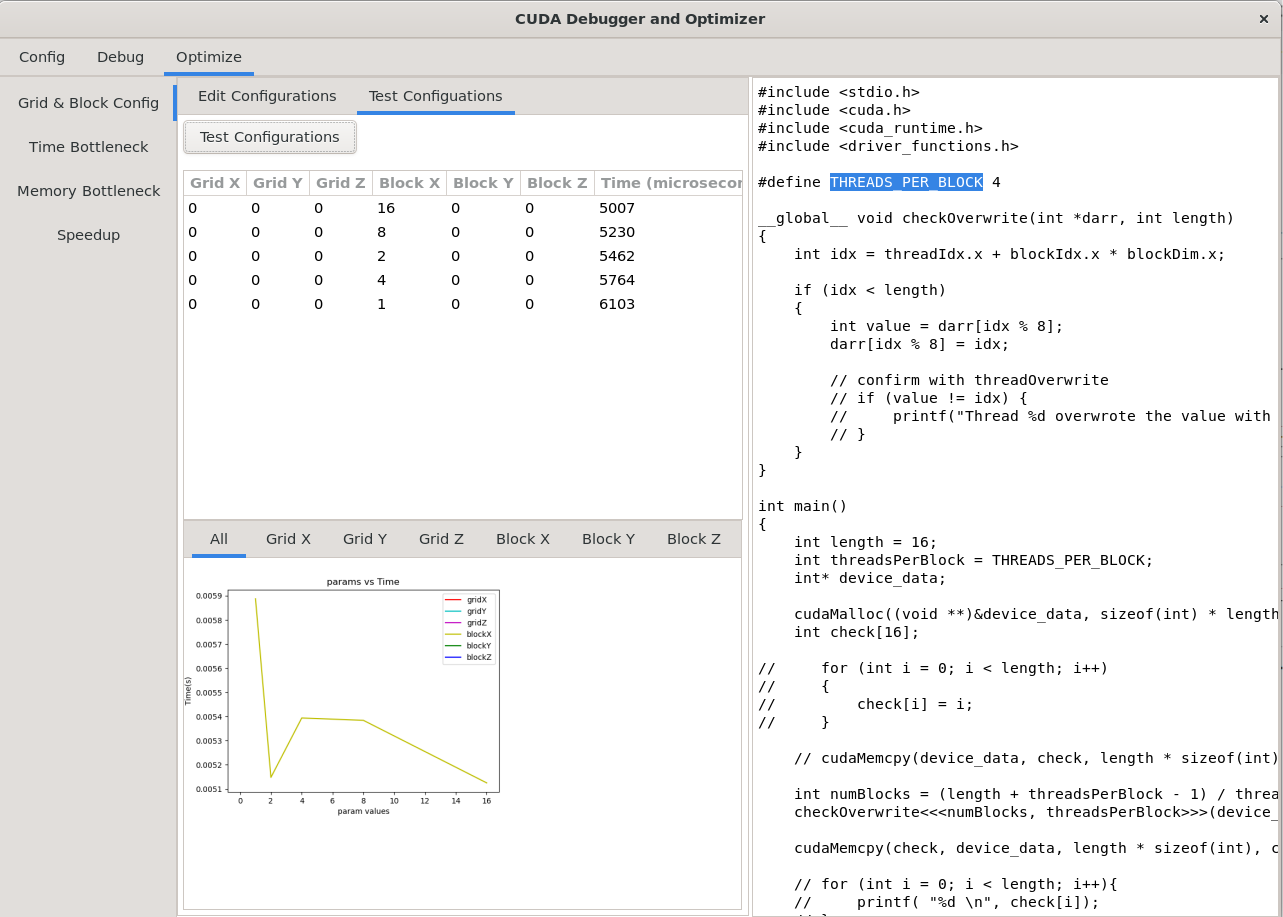 CUDA Debugger and Optimizer ×
Config Debug Optimize
Grid & Block Config
Time Bottleneck
Memory Bottleneck
Speedup
Edit Configurations Test Configuations
Test Configurations
Grid X Grid Y Grid Z Block X Block Y Block Z Time (microsecon
0 0 0 16 0 0 5007
0 0 0 8 0 0 5230
0 0 0 2 0 0 5462
0 0 0 4 0 0 5764
0 0 0 1 0 0 6103
All Grid X Grid Y Grid Z Block X Block Y Block Z
params vs Time
gridX
gridY
gridZ
blockX
blockY
blockZ
Time(s)
0.0059
0.0058
0.0057
0.0056
0.0055
0.0054
0.0053
0.0052
0.0051
0 2 4 6 8 10 12 14 16
param values
#include <stdio.h>
#include <cuda.h>
#include <cuda_runtime.h>
#include <driver_functions.h>
#define THREADS_PER_BLOCK 4
__global__ void checkOverwrite(int *darr, int length)
{
    int idx = threadIdx.x + blockIdx.x * blockDim.x;
    if (idx < length)
    {
        int value = darr[idx % 8];
        darr[idx % 8] = idx;
        // confirm with threadOverwrite
        // if (value != idx) {
        //     printf("Thread %d overwrote the value with
        // }
    }
}
int main()
{
    int length = 16;
    int threadsPerBlock = THREADS_PER_BLOCK;
    int* device_data;
    cudaMalloc((void **)&device_data, sizeof(int) * length
    int check[16];
//     for (int i = 0; i < length; i++)
//     {
//         check[i] = i;
//     }
    // cudaMemcpy(device_data, check, length * sizeof(int)
    int numBlocks = (length + threadsPerBlock - 1) / threa
    checkOverwrite<<<numBlocks, threadsPerBlock>>>(device_
    cudaMemcpy(check, device_data, length * sizeof(int), c
    // for (int i = 0; i < length; i++){
    //     printf( "%d \n", check[i]);